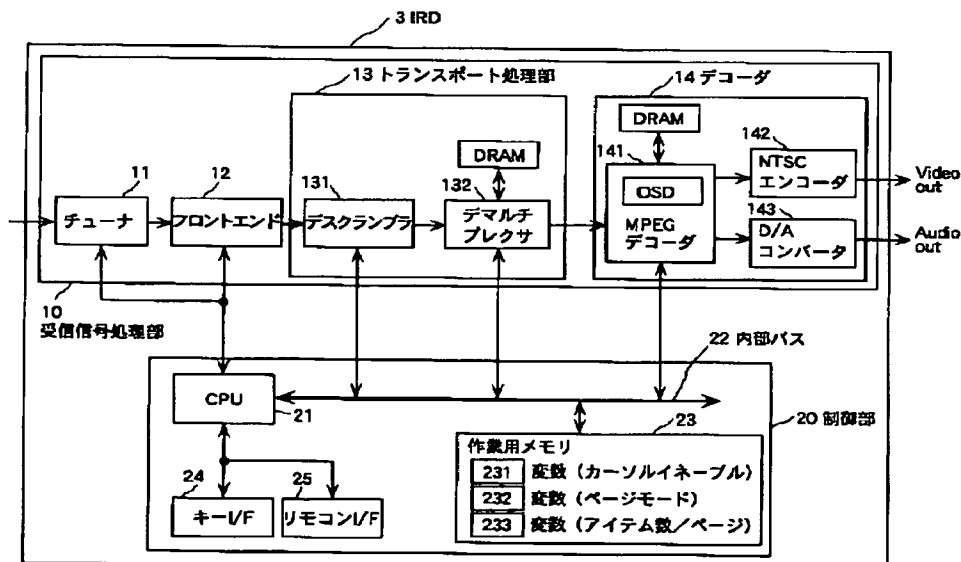 3 IRD
13 トランスポート処理部
14 デコーダ
DRAM
DRAM
11
12
131
132
141
142
143
チューナ
フロントエンド
デスクランブラ
デマルチ
プレクサ
OSD
MPEG
デコーダ
NTSC
エンコーダ
D/A
コンバータ
Video
out
Audio
out
10
受信信号処理部
22 内部バス
CPU
21
20 制御部
23
作業用メモリ
231 変数（カーソルイネーブル）
232 変数（ページモード）
233 変数（アイテム数／ページ）
24
25
キーI/F
リモコンI/F